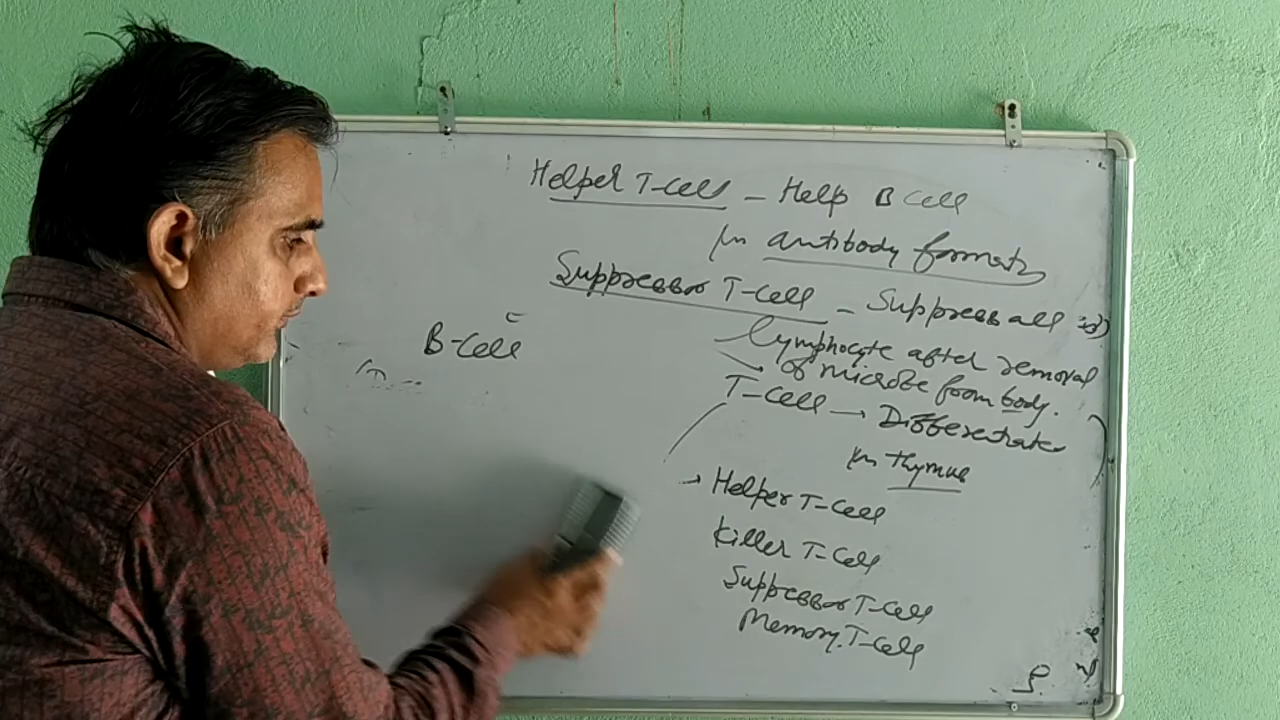 Helper T-Cell – Help B Cell
in antibody formatn
Suppressor T-Cell – Suppress all
lymphocyte after removal
of microbe from body.
B-Cell
T-Cell → Differentiate
in thymus
→ Helper T-Cell
Killer T-Cell
Suppressor T-Cell
Memory T-Cell